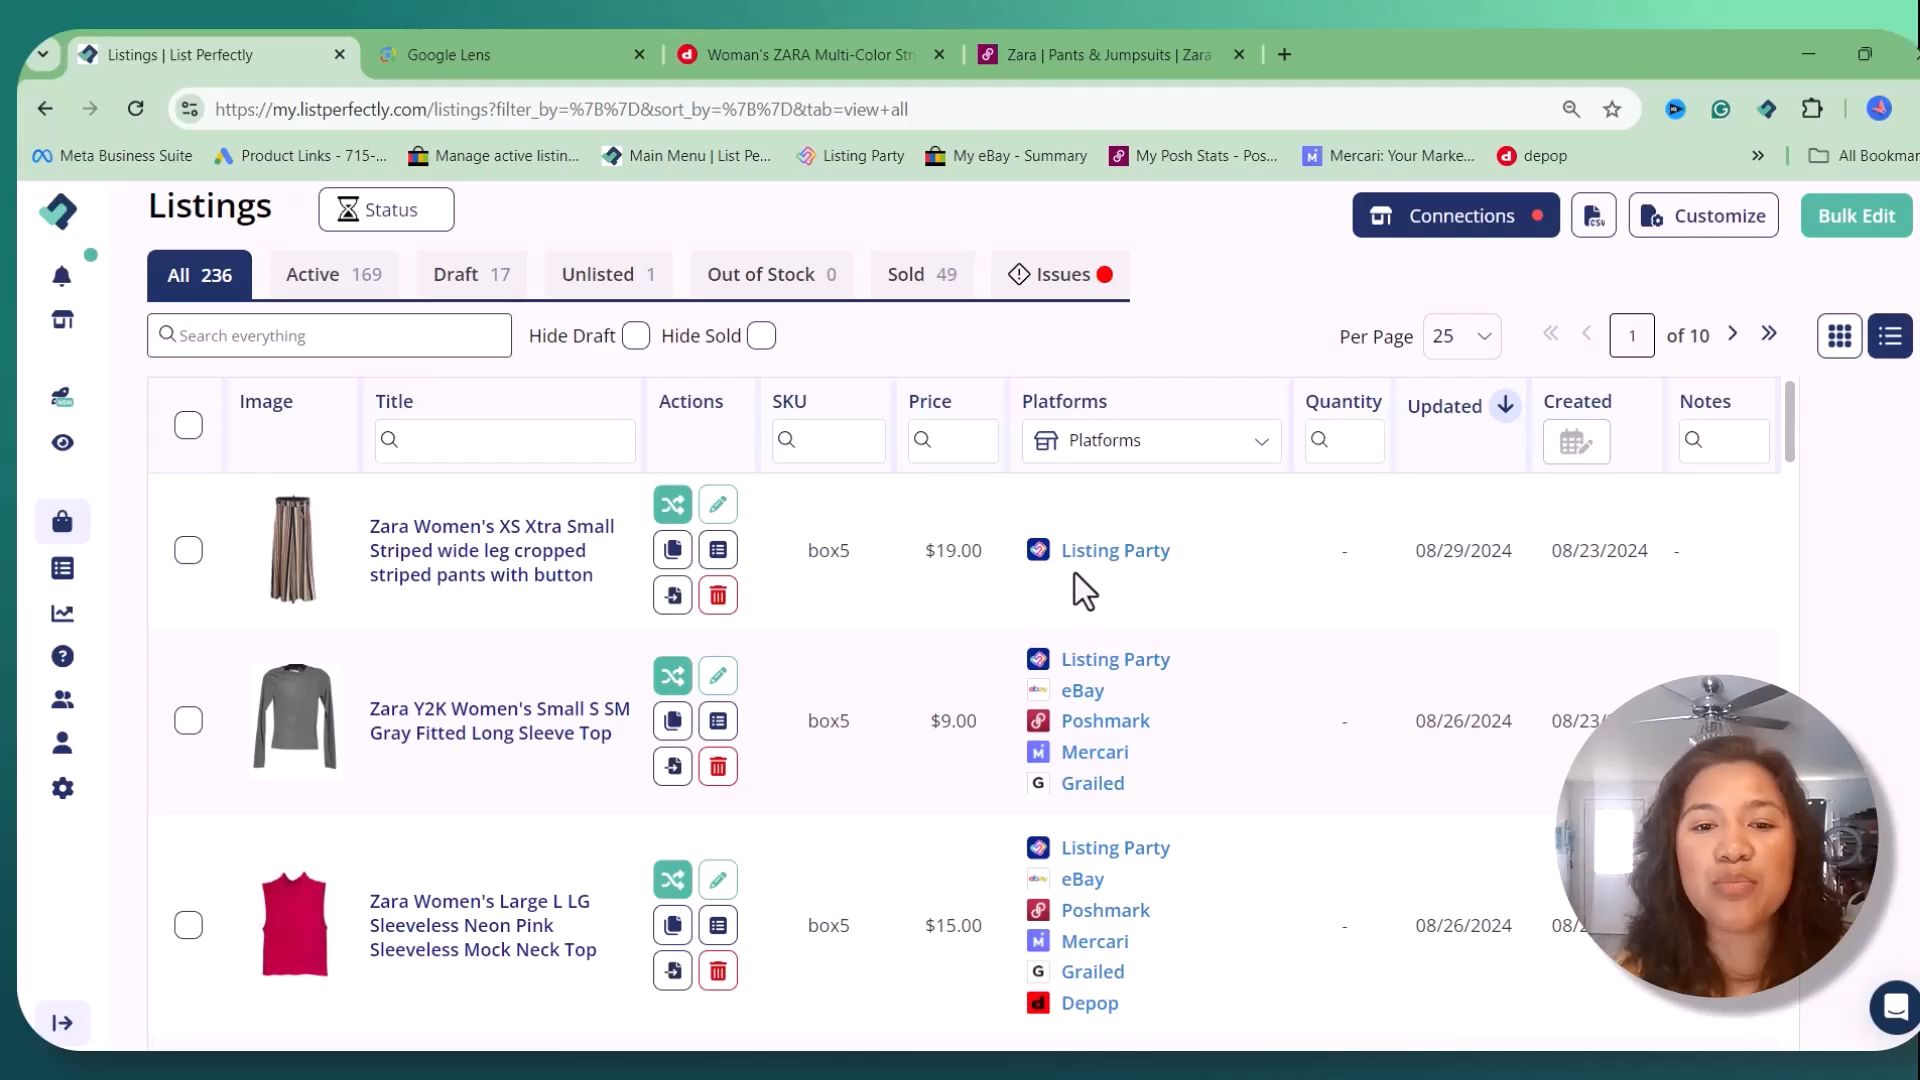 Listings | List Perfectly
Google Lens
Woman's ZARA Multi-Color Str
Zara | Pants & Jumpsuits | Zara
https://my.listperfectly.com/listings?filter_by=%7B%7D&sort_by=%7B%7D&tab=view+all
Meta Business Suite
Product Links - 715-...
Manage active listin...
Main Menu | List Pe...
Listing Party
My eBay - Summary
My Posh Stats - Pos...
Mercari: Your Marke...
depop
All Bookmar
Listings
Status
Connections
CSV
Customize
Bulk Edit
All 236
Active 169
Draft 17
Unlisted 1
Out of Stock 0
Sold 49
Issues
Search everything
Hide Draft
Hide Sold
Per Page 25
1 of 10
Image
Title
Actions
SKU
Price
Platforms
Quantity
Updated
Created
Notes
Platforms
NEW
Zara Women's XS Xtra Small
Striped wide leg cropped
striped pants with button
box5
$19.00
Listing Party
-
08/29/2024
08/23/2024
-
Zara Y2K Women's Small S SM
Gray Fitted Long Sleeve Top
box5
$9.00
Listing Party
eBay
Poshmark
Mercari
Grailed
-
08/26/2024
08/23/
Zara Women's Large L LG
Sleeveless Neon Pink
Sleeveless Mock Neck Top
box5
$15.00
Listing Party
eBay
Poshmark
Mercari
Grailed
Depop
-
08/26/2024
08/2